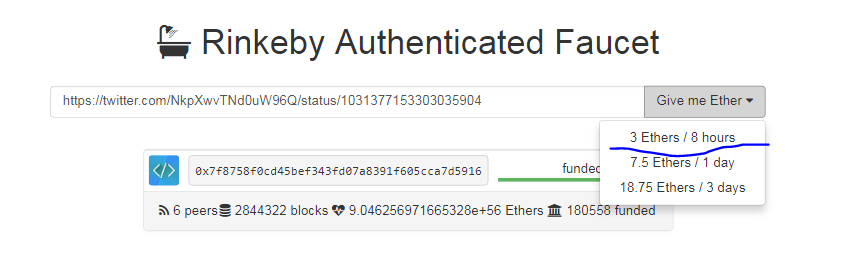 Rinkeby Authenticated Faucet
https://twitter.com/NkpXwvTNd0uW96Q/status/1031377153303035904 Give me Ether
3 Ethers / 8 hours
7.5 Ethers / 1 day
18.75 Ethers / 3 days
0x7f8758f0cd45bef343fd07a8391f605cca7d5916 funded
6 peers 2844322 blocks 9.046256971665328e+56 Ethers 180558 funded